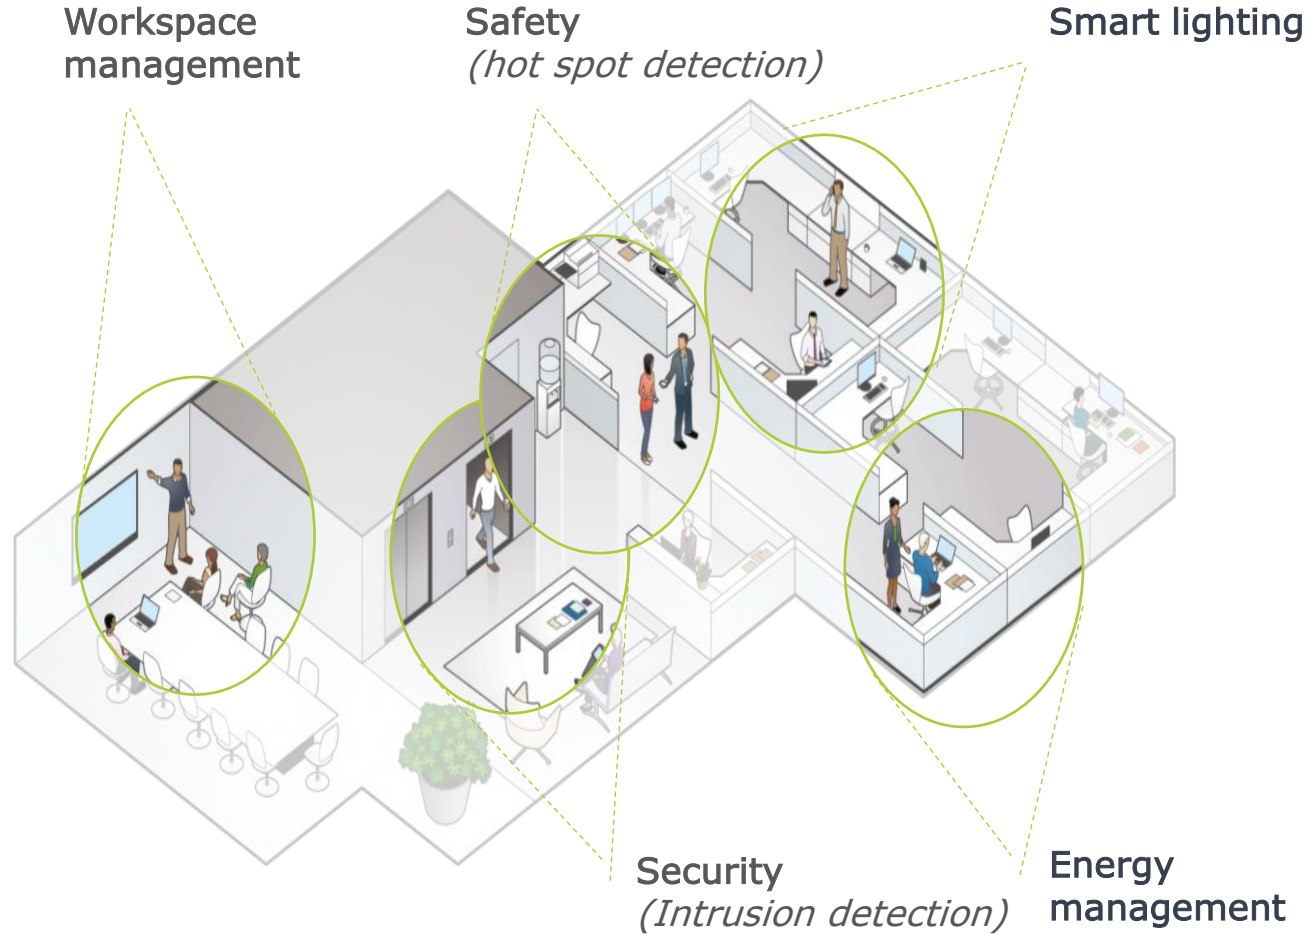 Workspace
management
Safety
(hot spot detection)
Smart lighting
Security
(Intrusion detection)
Energy
management